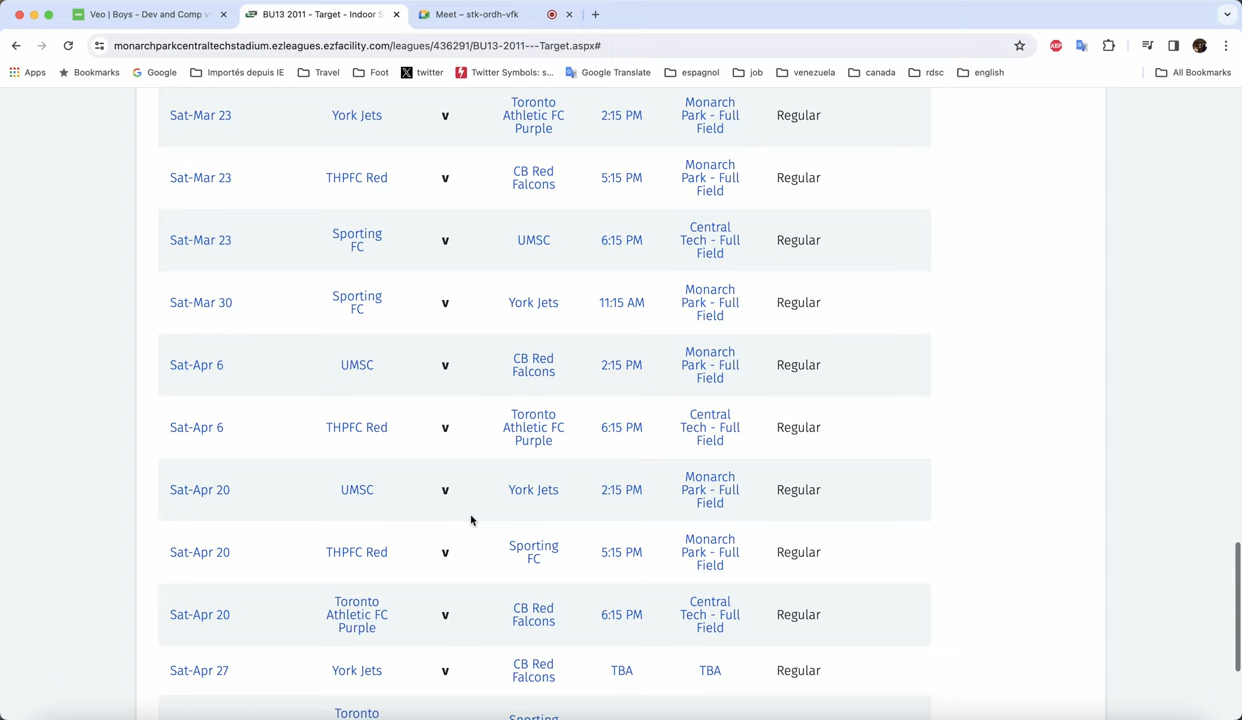 Veo | Boys - Dev and Comp v
BU13 2011 - Target - Indoor S
Meet – stk-ordh-vfk
monarchparkcentraltechstadium.ezleagues.ezfacility.com/leagues/436291/BU13-2011---Target.aspx#
ABP
Apps
Bookmarks
Google
Importés depuis IE
Travel
Foot
twitter
Twitter Symbols: s...
Google Translate
espagnol
job
venezuela
canada
rdsc
english
All Bookmarks
Sat-Mar 23
York Jets
v
Toronto
Athletic FC
Purple
2:15 PM
Monarch
Park - Full
Field
Regular
Sat-Mar 23
THPFC Red
v
CB Red
Falcons
5:15 PM
Monarch
Park - Full
Field
Regular
Sat-Mar 23
Sporting
FC
v
UMSC
6:15 PM
Central
Tech - Full
Field
Regular
Sat-Mar 30
Sporting
FC
v
York Jets
11:15 AM
Monarch
Park - Full
Field
Regular
Sat-Apr 6
UMSC
v
CB Red
Falcons
2:15 PM
Monarch
Park - Full
Field
Regular
Sat-Apr 6
THPFC Red
v
Toronto
Athletic FC
Purple
6:15 PM
Central
Tech - Full
Field
Regular
Sat-Apr 20
UMSC
v
York Jets
2:15 PM
Monarch
Park - Full
Field
Regular
Sat-Apr 20
THPFC Red
v
Sporting
FC
5:15 PM
Monarch
Park - Full
Field
Regular
Sat-Apr 20
Toronto
Athletic FC
Purple
v
CB Red
Falcons
6:15 PM
Central
Tech - Full
Field
Regular
Sat-Apr 27
York Jets
v
CB Red
Falcons
TBA
TBA
Regular
Toronto
Sporting